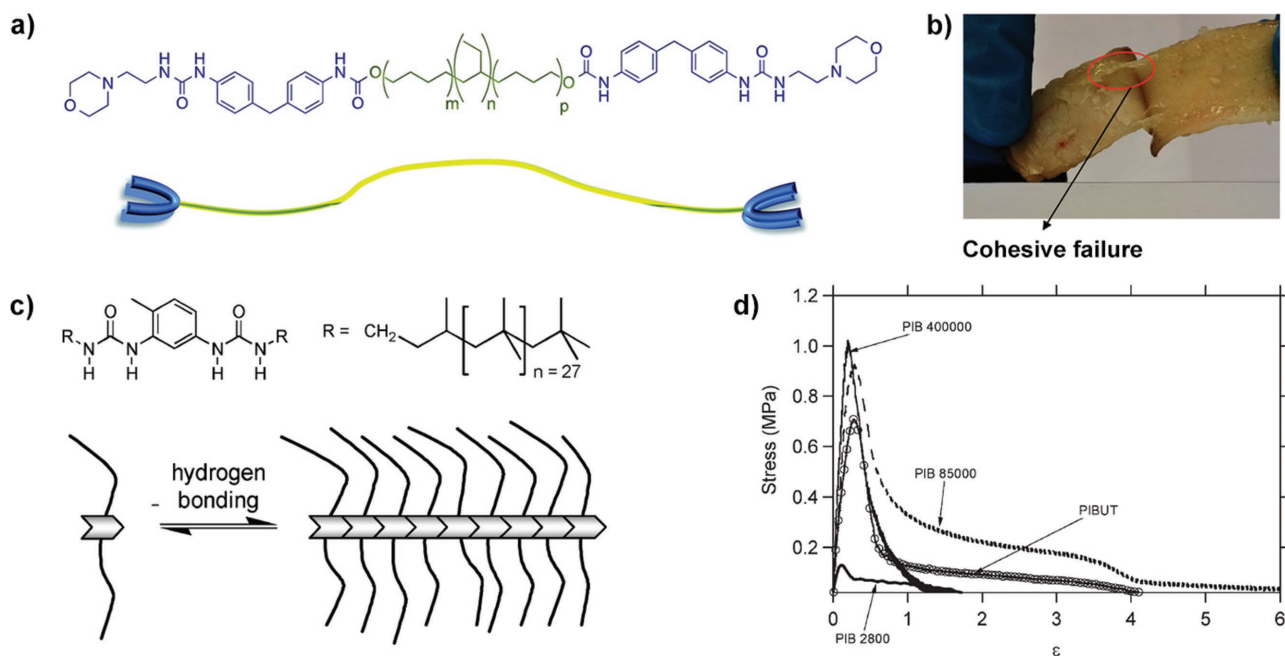 a)
H
N
H
N
O
H
N
O
O
m
n
p
O
O
N
H
N
H
O
N
H
N
O
O
N
b)
Cohesive failure
c)
R
N
H
O
N
H
O
N
H
N
H
R
R =
CH2
n = 27
hydrogen
bonding
d)
1.2
1.0
0.8
0.6
0.4
0.2
Stress (MPa)
PIB 400000
PIB 85000
PIBUT
PIB 2800
0
1
2
3
4
5
6
ε